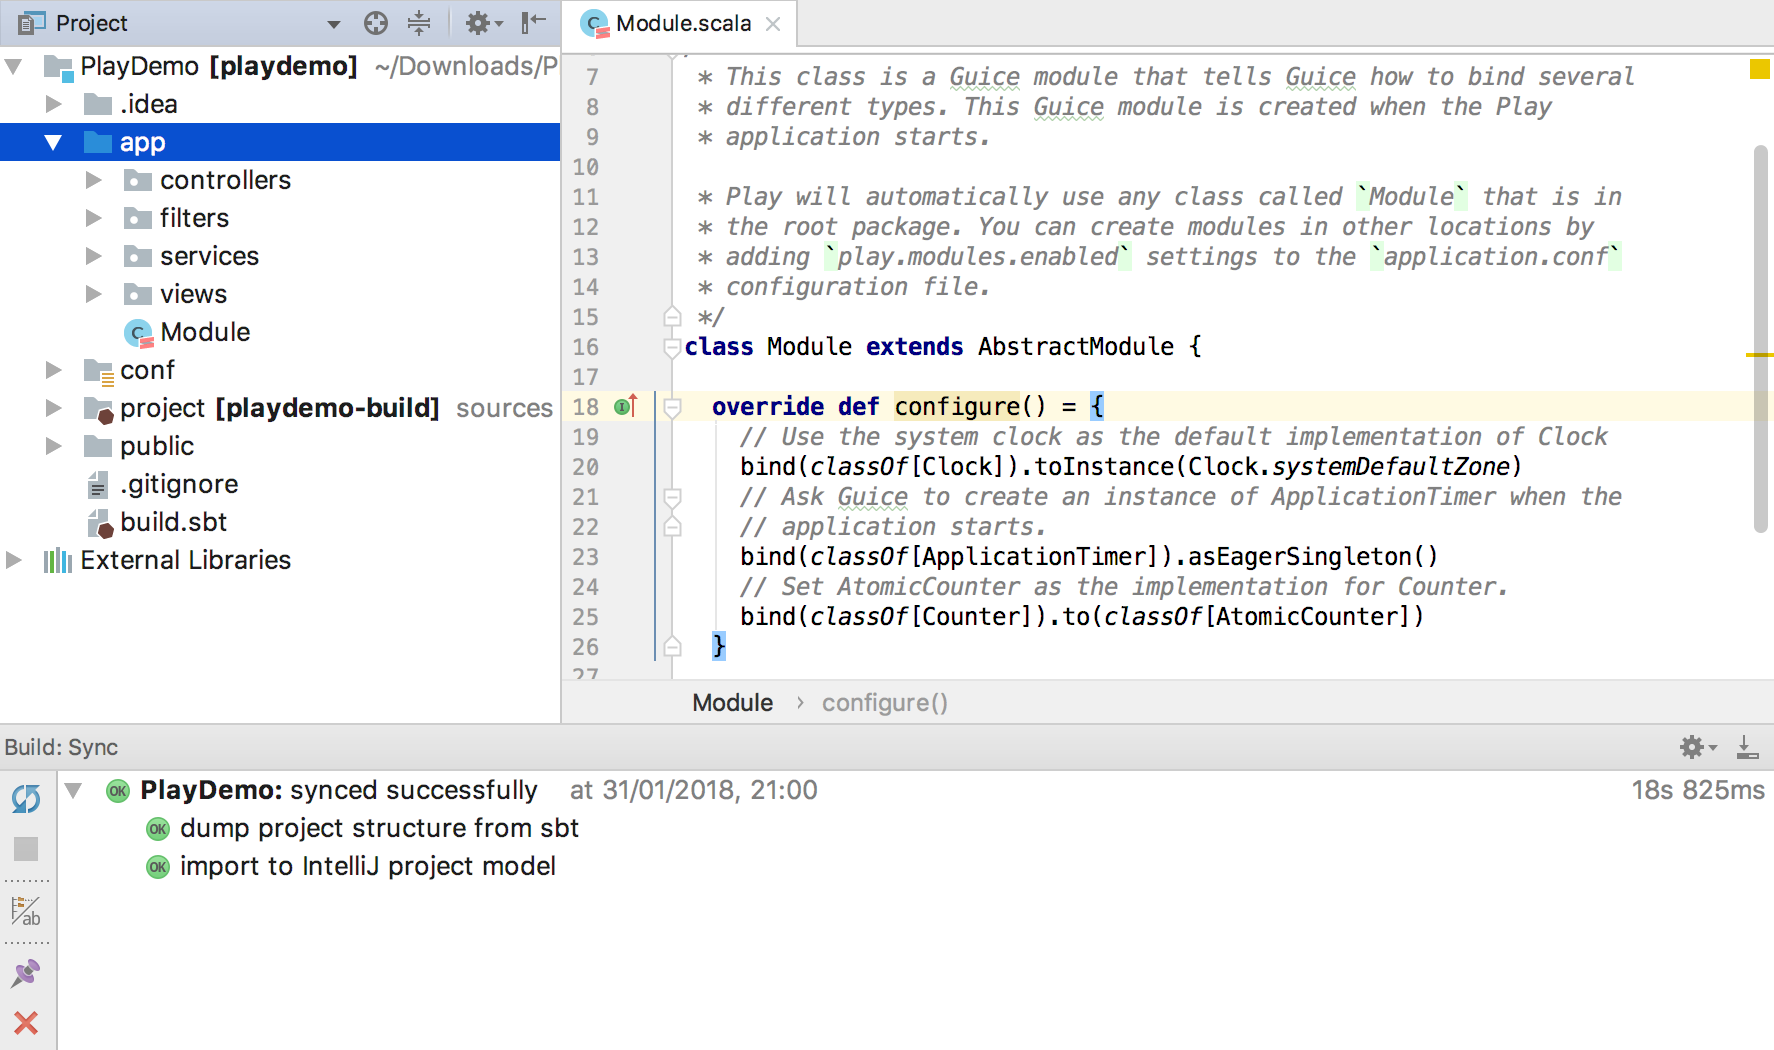 Project
PlayDemo [playdemo] ~/Downloads/P
.idea
app
controllers
filters
services
views
Module
conf
project [playdemo-build] sources
public
.gitignore
build.sbt
External Libraries
Module.scala
7 * This class is a Guice module that tells Guice how to bind several
8 * different types. This Guice module is created when the Play
9 * application starts.
10
11 * Play will automatically use any class called `Module` that is in
12 * the root package. You can create modules in other locations by
13 * adding `play.modules.enabled` settings to the `application.conf`
14 * configuration file.
15 */
16 class Module extends AbstractModule {
17
18 override def configure() = {
19 // Use the system clock as the default implementation of Clock
20 bind(classOf[Clock]).toInstance(Clock.systemDefaultZone)
21 // Ask Guice to create an instance of ApplicationTimer when the
22 // application starts.
23 bind(classOf[ApplicationTimer]).asEagerSingleton()
24 // Set AtomicCounter as the implementation for Counter.
25 bind(classOf[Counter]).to(classOf[AtomicCounter])
26 }
27
Module › configure()
Build: Sync
OK PlayDemo: synced successfully at 31/01/2018, 21:00 18s 825ms
OK dump project structure from sbt
OK import to IntelliJ project model
ab